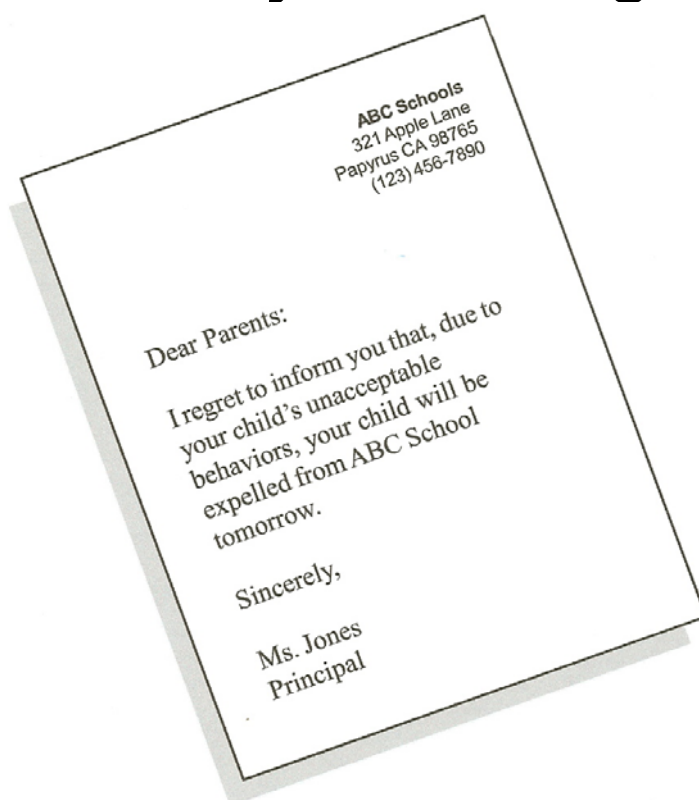 ABC Schools
321 Apple Lane
Papyrus CA 98765
(123) 456-7890
Dear Parents:
I regret to inform you that, due to
your child’s unacceptable
behaviors, your child will be
expelled from ABC School
tomorrow.
Sincerely,
Ms. Jones
Principal